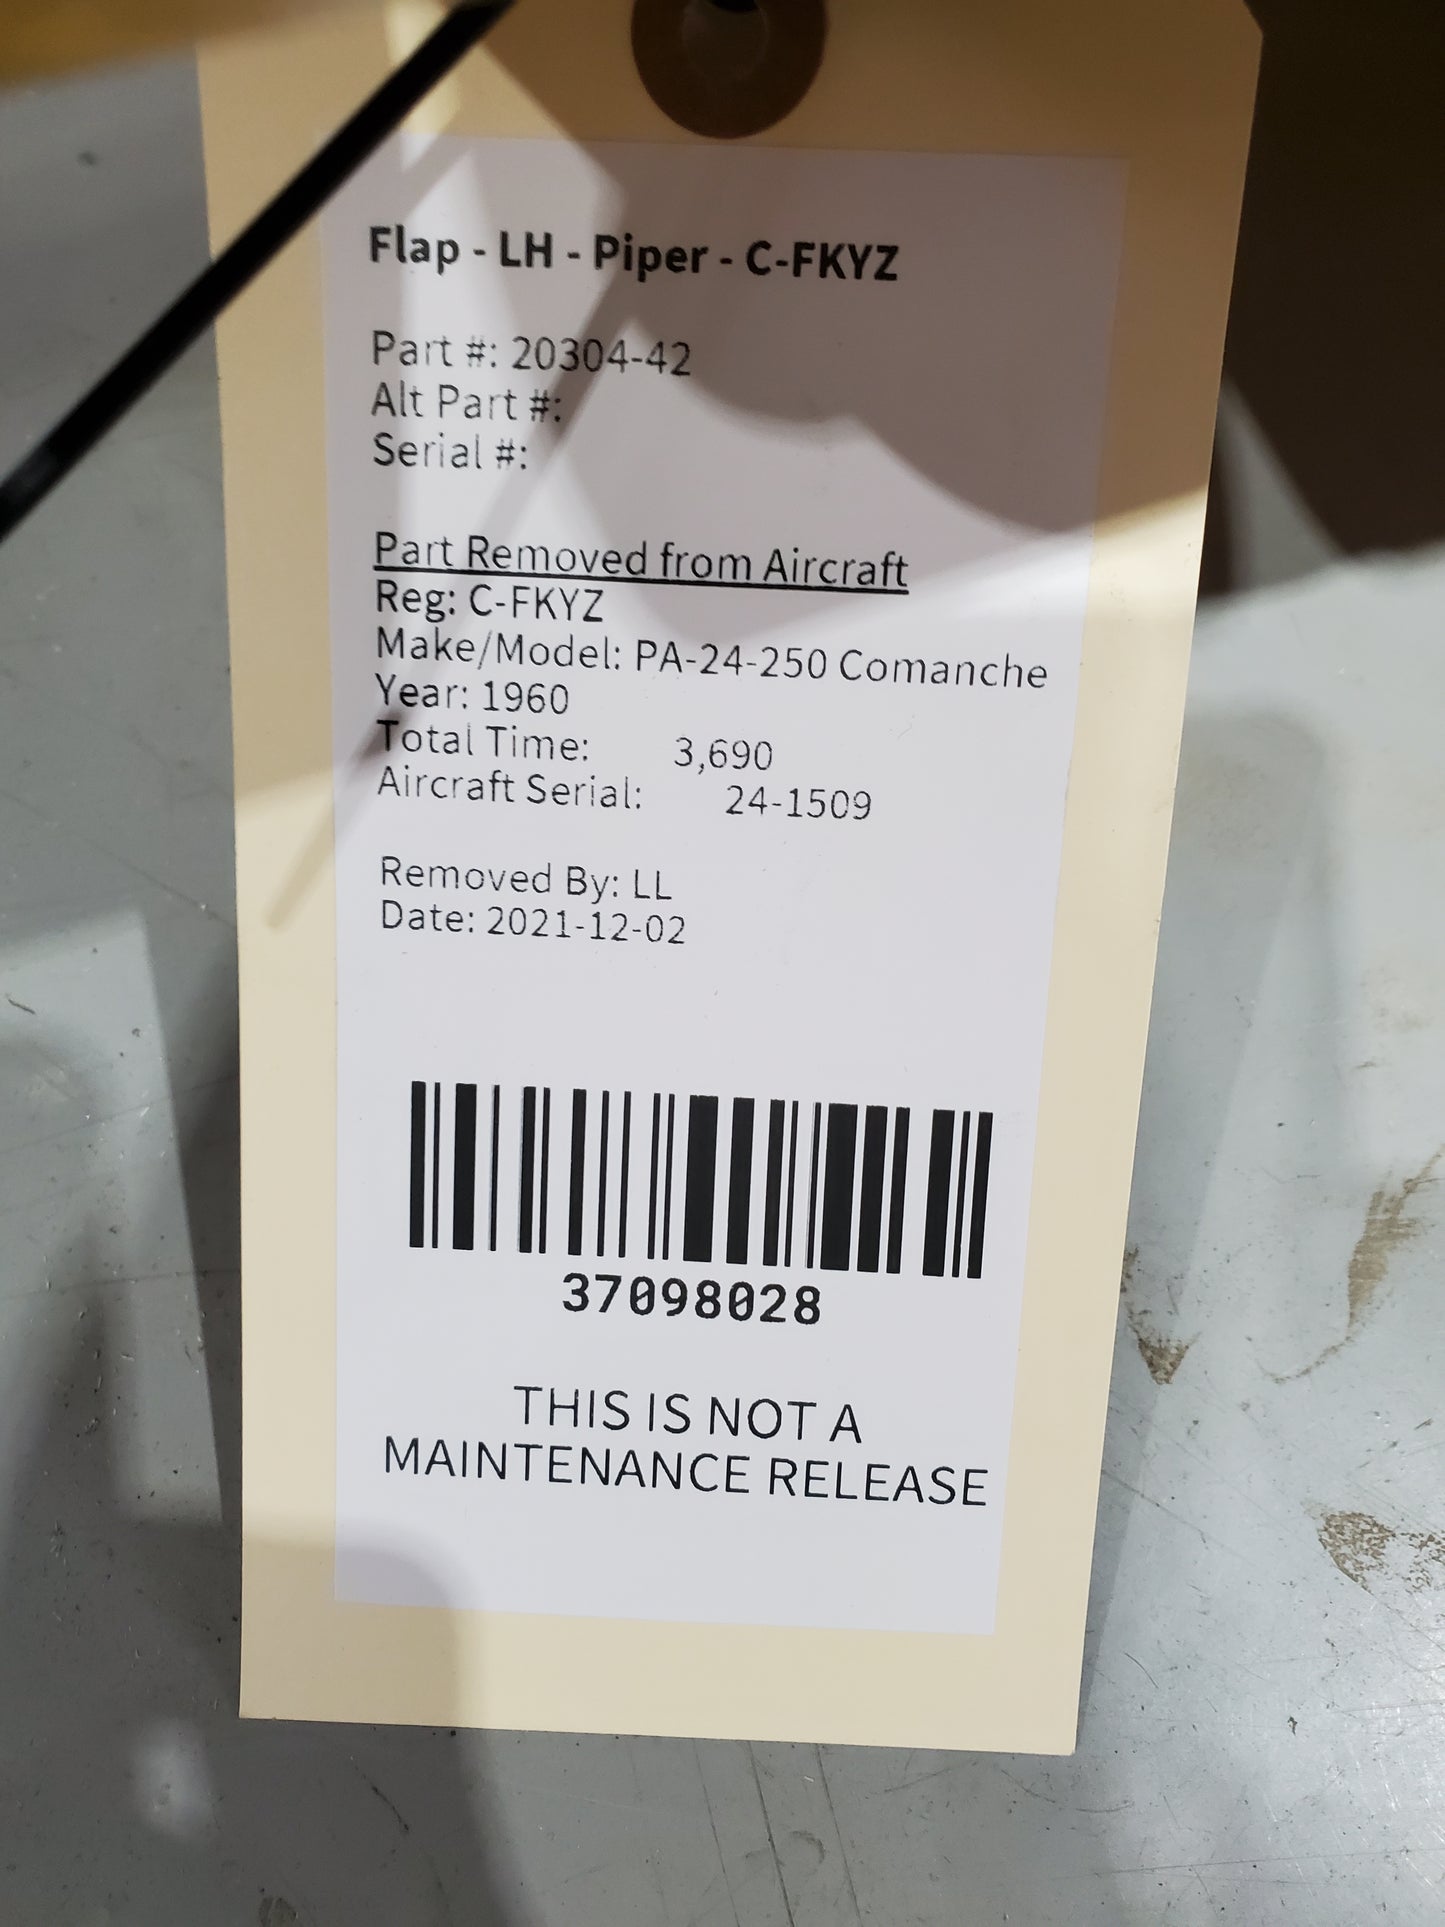 Flap - LH - Piper - C-FKYZ
Part #: 20304-42
Alt Part #:
Serial #:
Part Removed from Aircraft
Reg: C-FKYZ
Make/Model: PA-24-250 Comanche
Year: 1960
Total Time: 3,690
Aircraft Serial: 24-1509
Removed By: LL
Date: 2021-12-02
37098028
THIS IS NOT A
MAINTENANCE RELEASE